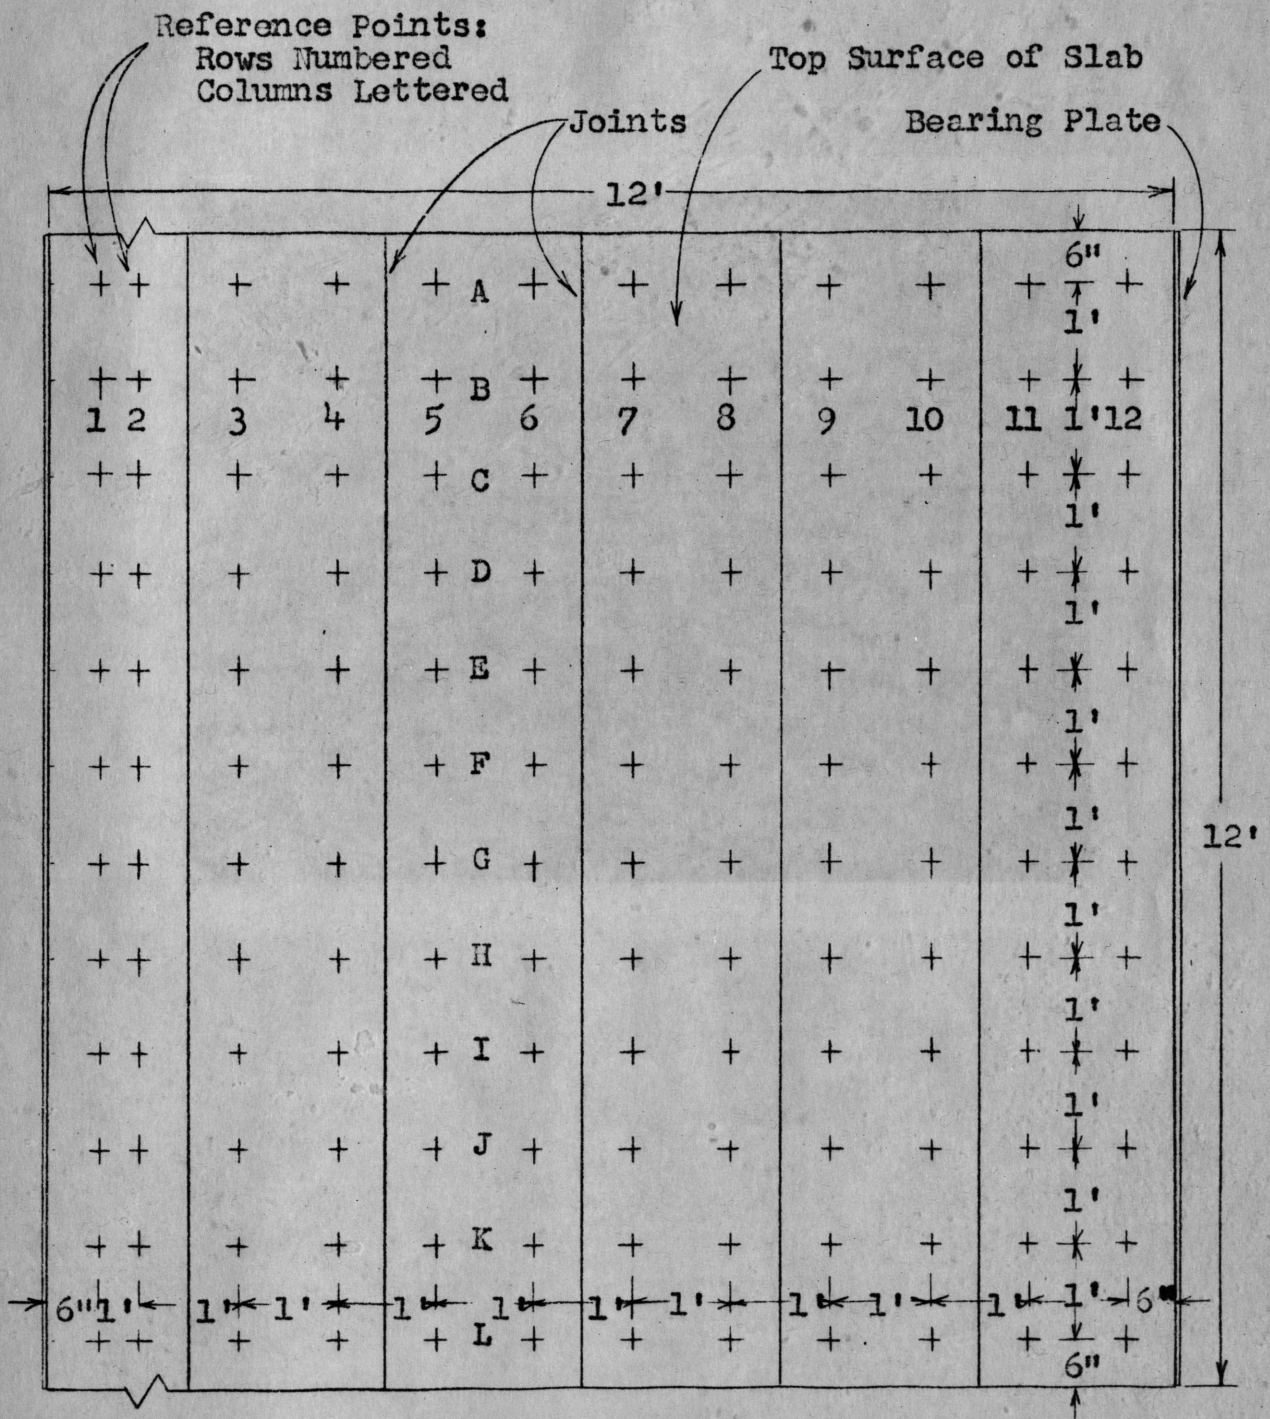 Reference Points:
Rows Numbered
Columns Lettered
Top Surface of Slab
Joints
Bearing Plate
12'
6"
A
1'
B
1 2 3 4 5 6 7 8 9 10 11 1' 12
C
1'
D
1'
E
1'
F
1'
12'
G
1'
H
1'
I
1'
J
1'
K
6" 1' 1' 1' 1' 1' 1' 1' 1' 1' 1' 1' 6"
L
6"